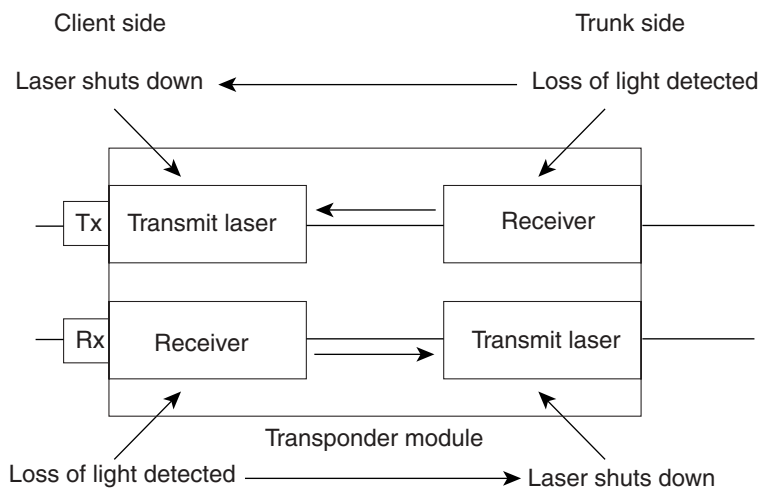 Client side
Trunk side
Laser shuts down
Loss of light detected
Tx
Transmit laser
Receiver
Rx
Receiver
Transmit laser
Transponder module
Loss of light detected
Laser shuts down